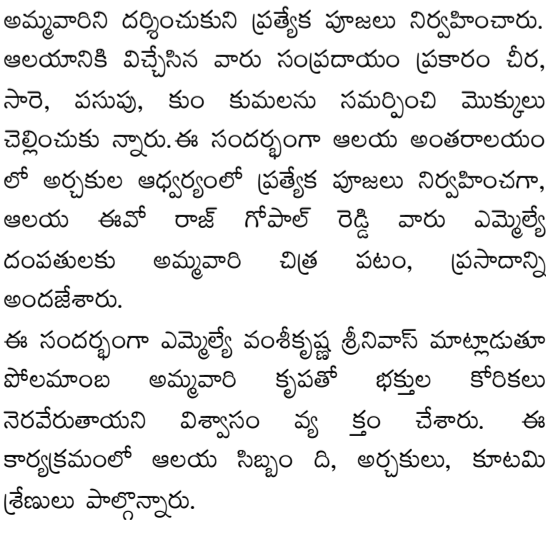 అమ్మవారిని దర్శించుకుని ప్రత్యేక పూజలు నిర్వహించారు.
ఆలయానికి విచ్చేసిన వారు సంప్రదాయం ప్రకారం చీర,
సారె, పసుపు, కుం కుమలను సమర్పించి మొక్కులు
చెల్లించుకు న్నారు.ఈ సందర్భంగా ఆలయ అంతరాలయం
లో అర్చకుల ఆధ్వర్యంలో ప్రత్యేక పూజలు నిర్వహించగా,
ఆలయ ఈవో రాజ్ గోపాల్ రెడ్డి వారు ఎమ్మెల్యే
దంపతులకు అమ్మవారి చిత్ర పటం, ప్రసాదాన్ని
అందజేశారు.
ఈ సందర్భంగా ఎమ్మెల్యే వంశీకృష్ణ శ్రీనివాస్ మాట్లాడుతూ
పోలమాంబ అమ్మవారి కృపతో భక్తుల కోరికలు
నెరవేరుతాయని విశ్వాసం వ్య క్తం చేశారు. ఈ
కార్యక్రమంలో ఆలయ సిబ్బం ది, అర్చకులు, కూటమి
శ్రేణులు పాల్గొన్నారు.